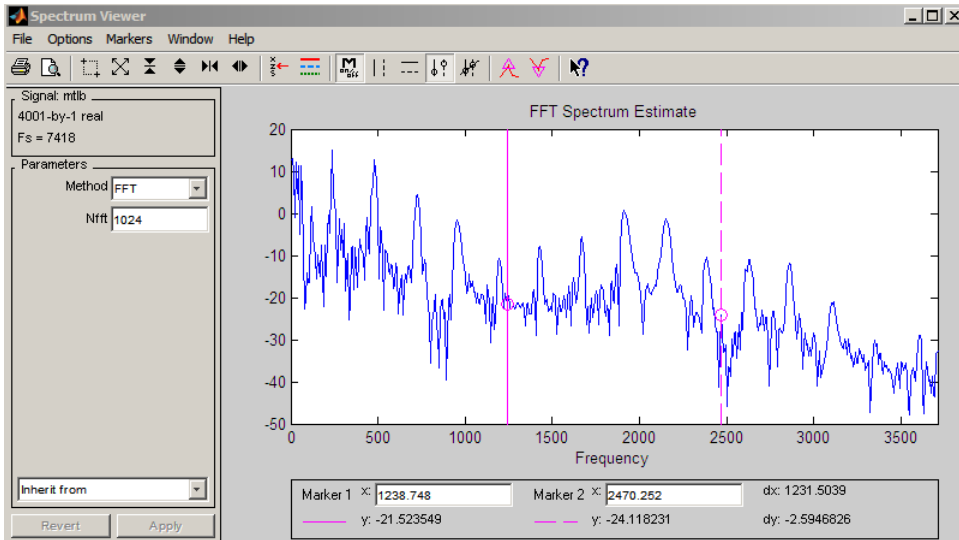 Spectrum Viewer
File Options Markers Window Help
M
on/off
Signal: mtlb
4001-by-1 real
Fs = 7418
Parameters
Method FFT
Nfft 1024
Inherit from
Revert Apply
FFT Spectrum Estimate
20
10
0
-10
-20
-30
-40
-50
0 500 1000 1500 2000 2500 3000 3500
Frequency
Marker 1 x: 1238.748 Marker 2 x: 2470.252 dx: 1231.5039
y: -21.523549 y: -24.118231 dy: -2.5946826